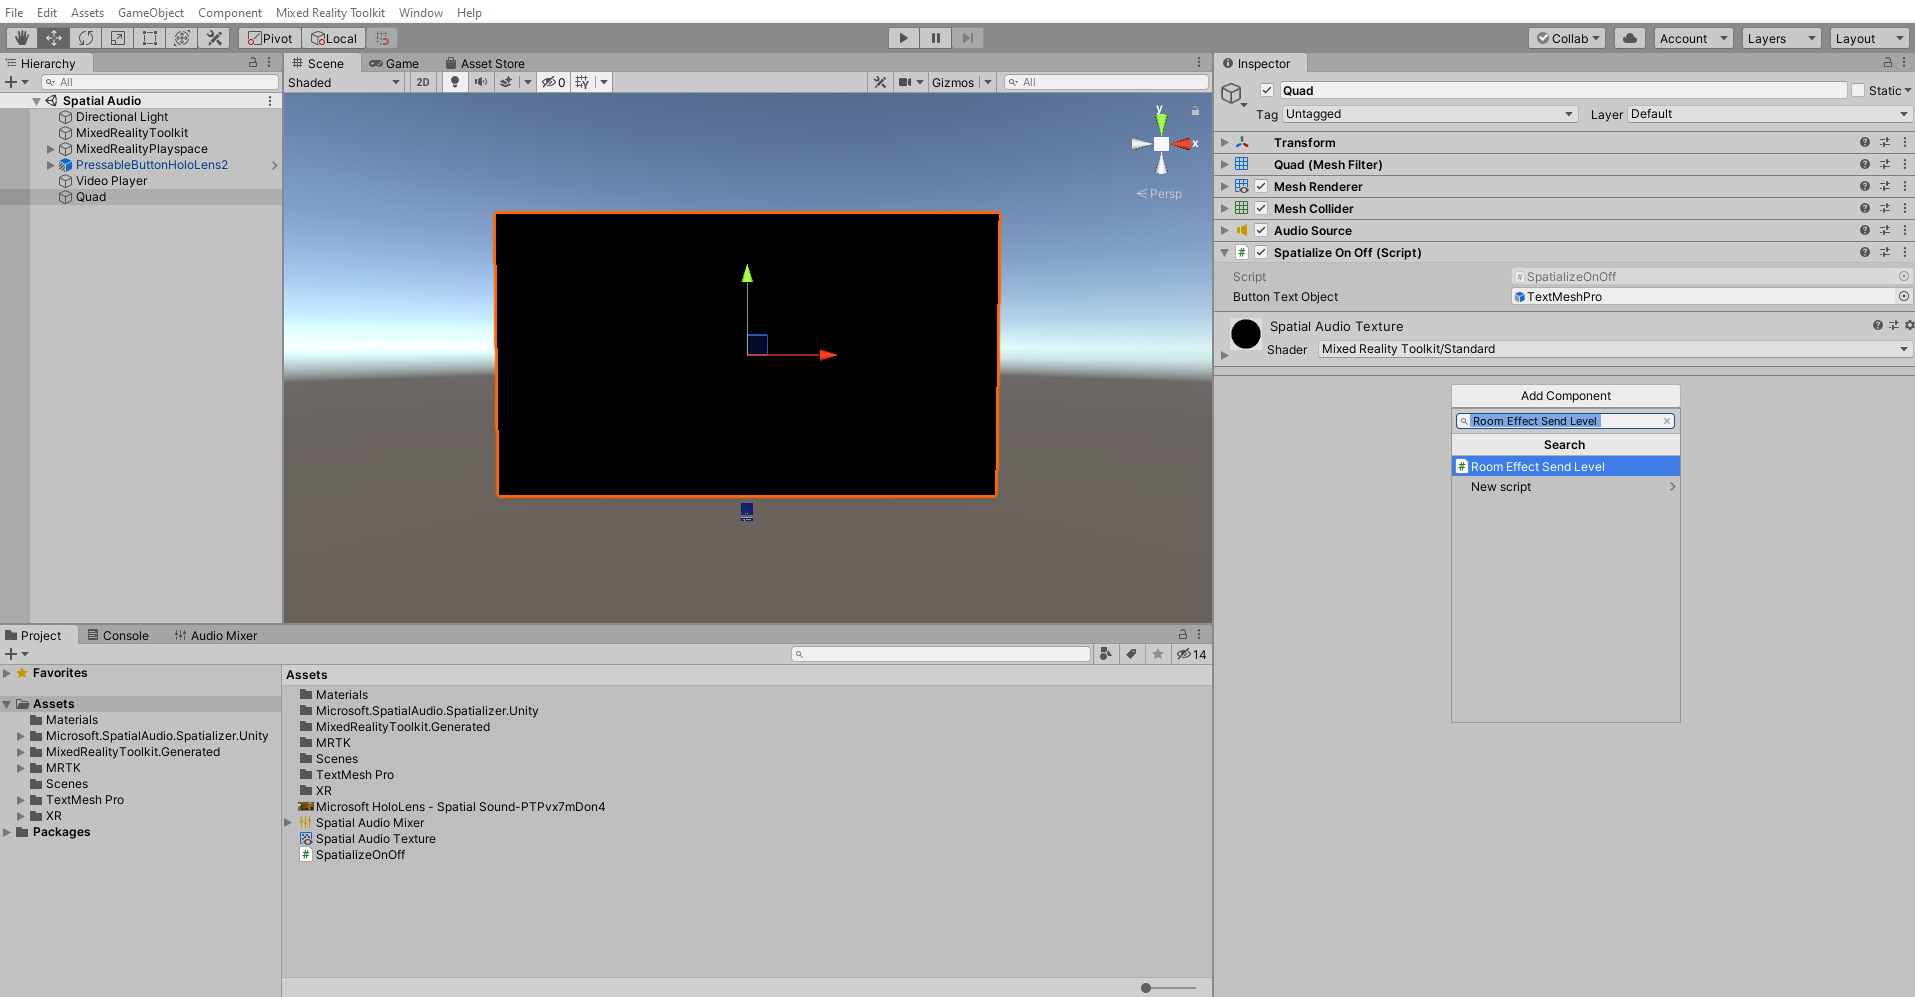 File Edit Assets GameObject Component Mixed Reality Toolkit Window Help
Pivot Local Collab Account Layers Layout
Hierarchy
All
Spatial Audio
Directional Light
MixedRealityToolkit
MixedRealityPlayspace
PressableButtonHoloLens2
Video Player
Quad
Scene Game Asset Store
Shaded 2D 0 Gizmos All
y
x
Persp
Inspector
Quad Static
Tag Untagged Layer Default
Transform
Quad (Mesh Filter)
Mesh Renderer
Mesh Collider
Audio Source
# Spatialize On Off (Script)
Script # SpatializeOnOff
Button Text Object TextMeshPro
Spatial Audio Texture
Shader Mixed Reality Toolkit/Standard
Add Component
Room Effect Send Level
Search
# Room Effect Send Level
New script
Project Console Audio Mixer
14
Favorites
Assets
Materials
Microsoft.SpatialAudio.Spatializer.Unity
MixedRealityToolkit.Generated
MRTK
Scenes
TextMesh Pro
XR
Packages
Assets
Materials
Microsoft.SpatialAudio.Spatializer.Unity
MixedRealityToolkit.Generated
MRTK
Scenes
TextMesh Pro
XR
Microsoft HoloLens - Spatial Sound-PTPvx7mDon4
Spatial Audio Mixer
Spatial Audio Texture
# SpatializeOnOff